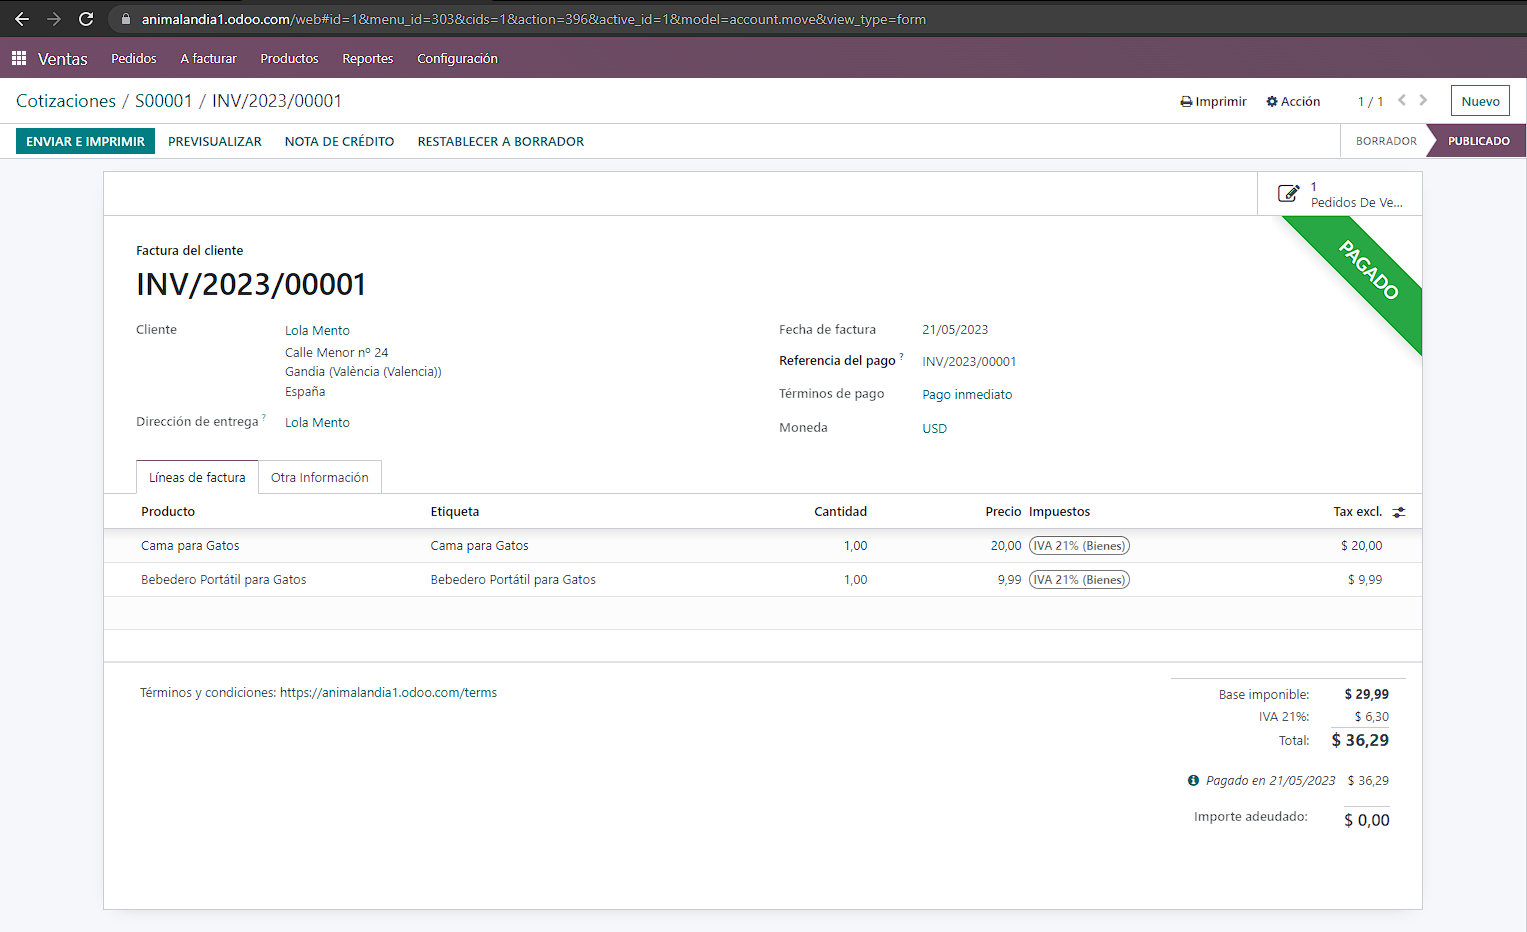 animalandia1.odoo.com/web#id=1&menu_id=303&cids=1&action=396&active_id=1&model=account.move&view_type=form
Ventas Pedidos A facturar Productos Reportes Configuración
Cotizaciones / S00001 / INV/2023/00001 Imprimir Acción 1 / 1 Nuevo
ENVIAR E IMPRIMIR PREVISUALIZAR NOTA DE CRÉDITO RESTABLECER A BORRADOR BORRADOR PUBLICADO
1
Pedidos De Ve...
PAGADO
Factura del cliente
INV/2023/00001
Cliente Lola Mento
Calle Menor nº 24
Gandia (València (Valencia))
España
Dirección de entrega ? Lola Mento
Fecha de factura 21/05/2023
Referencia del pago ? INV/2023/00001
Términos de pago Pago inmediato
Moneda USD
Líneas de factura Otra Información
Producto Etiqueta Cantidad Precio Impuestos Tax excl.
Cama para Gatos Cama para Gatos 1,00 20,00 IVA 21% (Bienes) $ 20,00
Bebedero Portátil para Gatos Bebedero Portátil para Gatos 1,00 9,99 IVA 21% (Bienes) $ 9,99
Términos y condiciones: https://animalandia1.odoo.com/terms
Base imponible: $ 29,99
IVA 21%: $ 6,30
Total: $ 36,29
Pagado en 21/05/2023 $ 36,29
Importe adeudado: $ 0,00